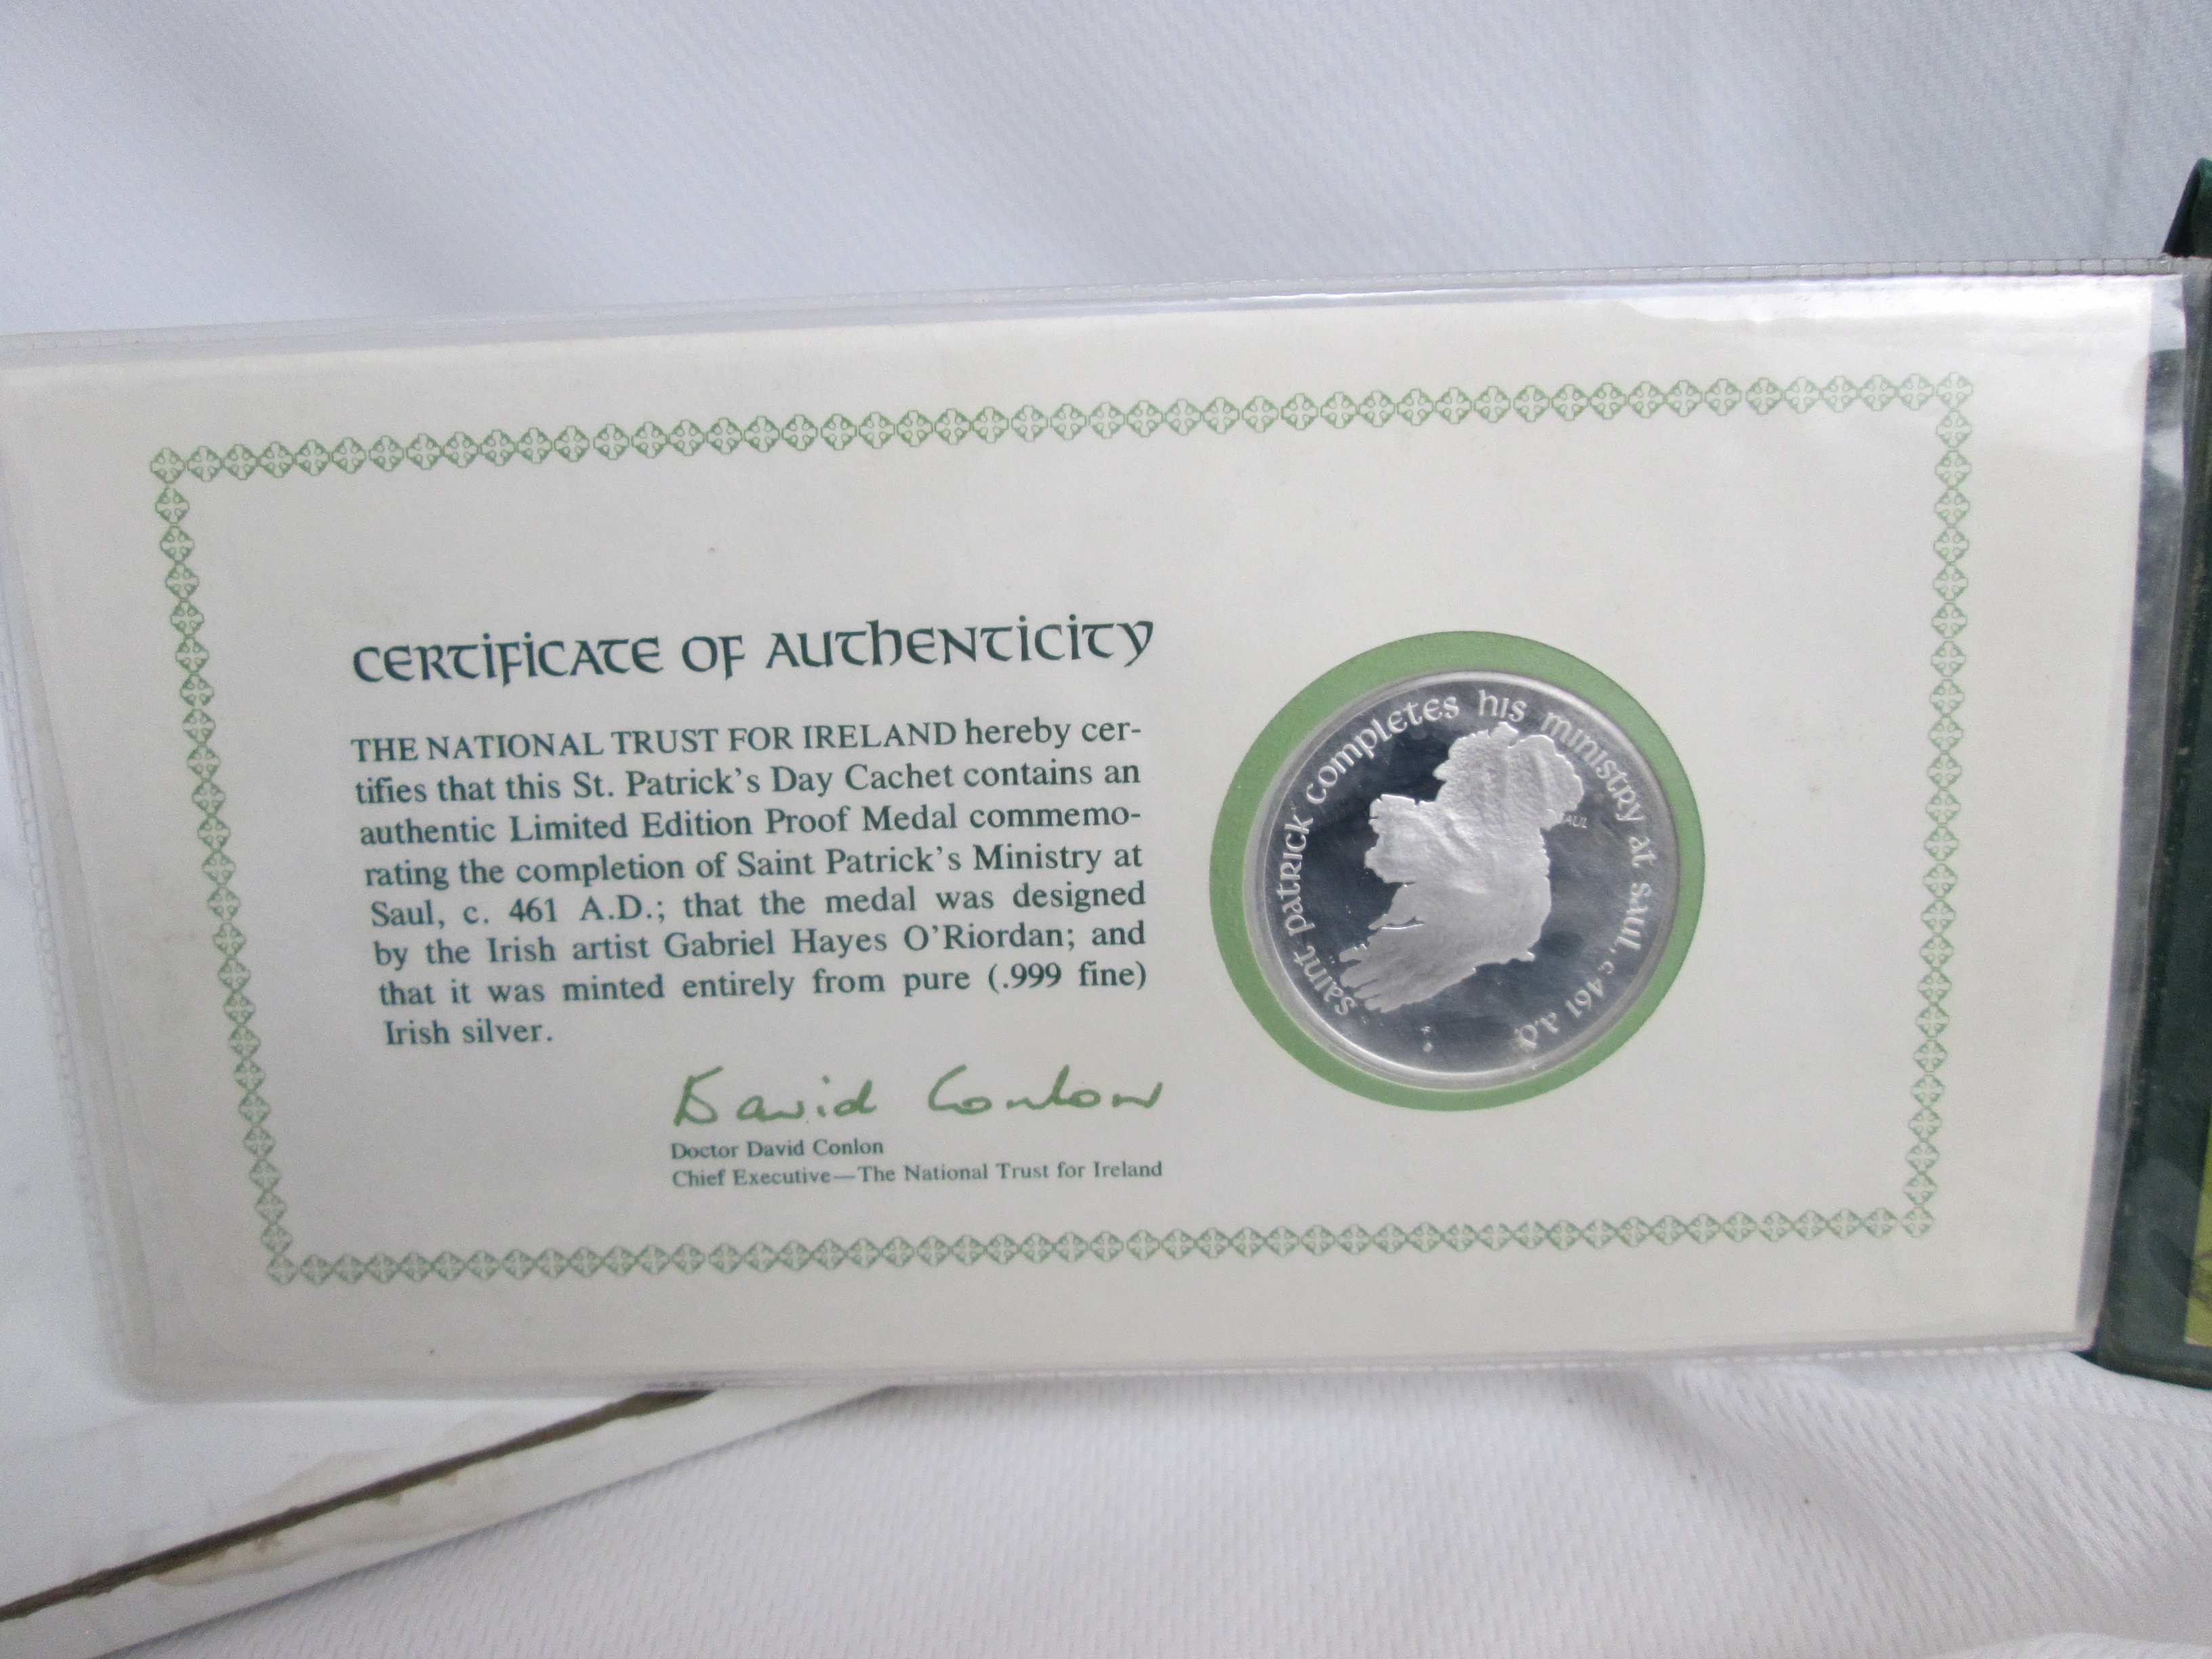 CERTIFICATE OF AUTHENTICITY
THE NATIONAL TRUST FOR IRELAND hereby cer-
tifies that this St. Patrick's Day Cachet contains an
authentic Limited Edition Proof Medal commemo-
rating the completion of Saint Patrick's Ministry at
Saul, c. 461 A.D.; that the medal was designed
by the Irish artist Gabriel Hayes O'Riordan; and
that it was minted entirely from pure (.999 fine)
Irish silver.
David Conlon
Doctor David Conlon
Chief Executive—The National Trust for Ireland
saint patrick completes his ministry at saul, c 461 a.d.